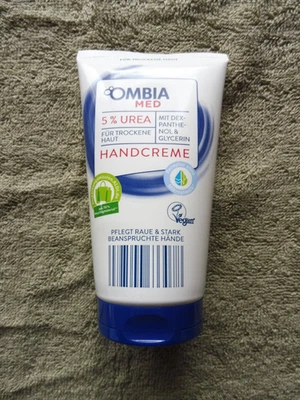 OMBIA
MED
5 % UREA
FÜR TROCKENE
HAUT
MIT DEX-
PANTHE-
NOL &
GLYCERIN
HANDCREME
Vegan
PFLEGT RAUE & STARK
BEANSPRUCHTE HÄNDE